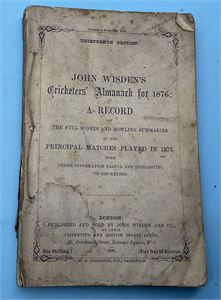 THIRTEENTH EDITION.
JOHN WISDEN'S
Cricketers' Almanack for 1876:
A RECORD
OF
THE FULL SCORES AND BOWLING SUMMARIES
OF THE
PRINCIPAL MATCHES PLAYED IN 1875,
WITH
OTHER INFORMATION USEFUL AND INTERESTING
TO CRICKETERS.
LONDON:
PUBLISHED AND SOLD BY JOHN WISDEN AND CO.,
AT THEIR
CRICKETING AND BRITISH SPORTS DEPOT,
21, Cranbourn Street, Leicester Square, W.C.
One Shilling.
1876.
Post Free